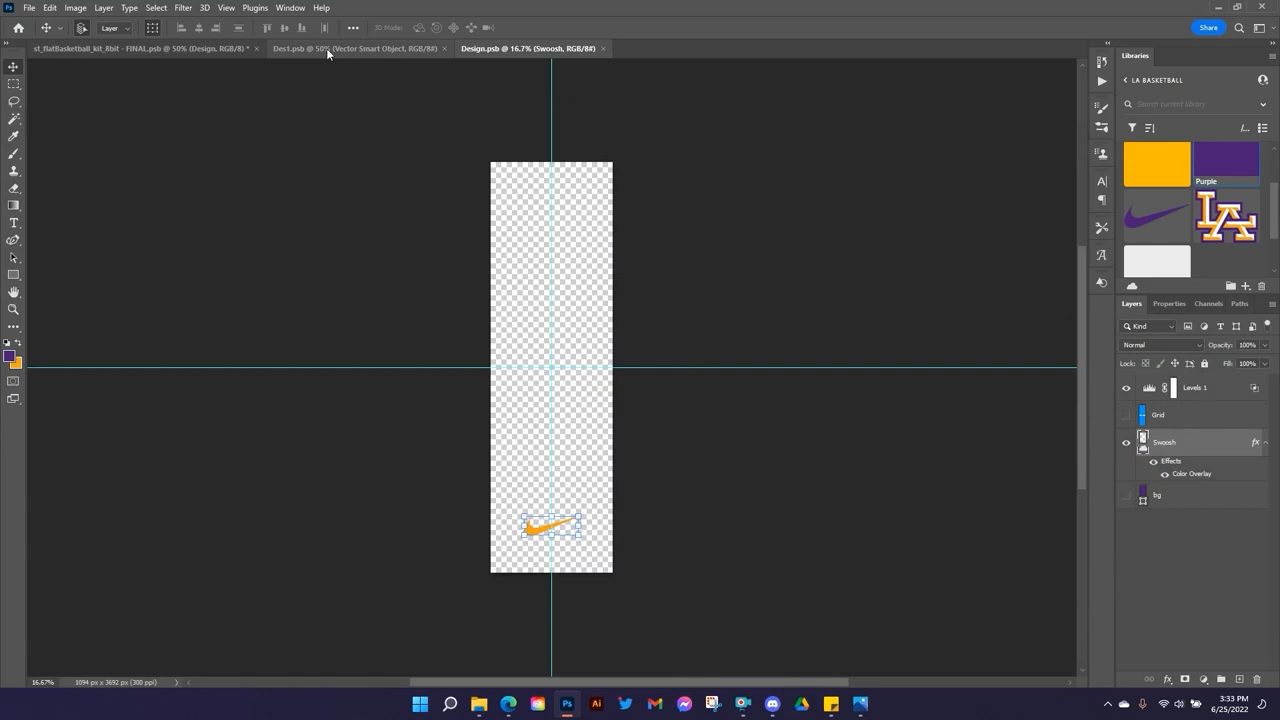 File Edit Image Layer Type Select Filter 3D View Plugins Window Help
Layer 3D Mode: Share
st_flatBasketball_kit_8bit - FINAL.psb @ 50% (Design, RGB/8) * × Des1.psb @ 50% (Vector Smart Object, RGB/8#) × Design.psb @ 16.7% (Swoosh, RGB/8#) ×
Libraries
LA BASKETBALL
Search current library
Purple
LA
Layers Properties Channels Paths
Kind
Normal Opacity: 100%
Lock: Fill: 100%
Levels 1
Grid
Swoosh fx
Effects
Color Overlay
bg
16.67% 1094 px x 3692 px (300 ppi)
3:33 PM
6/25/2022